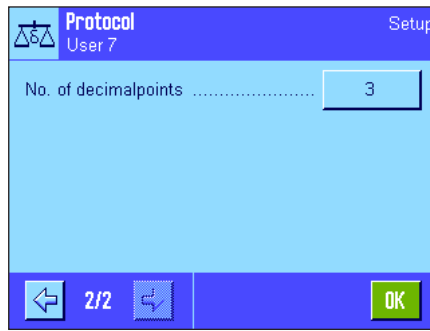 Protocol
Setup
User 7
No. of decimalpoints ....................... 3
2/2
OK